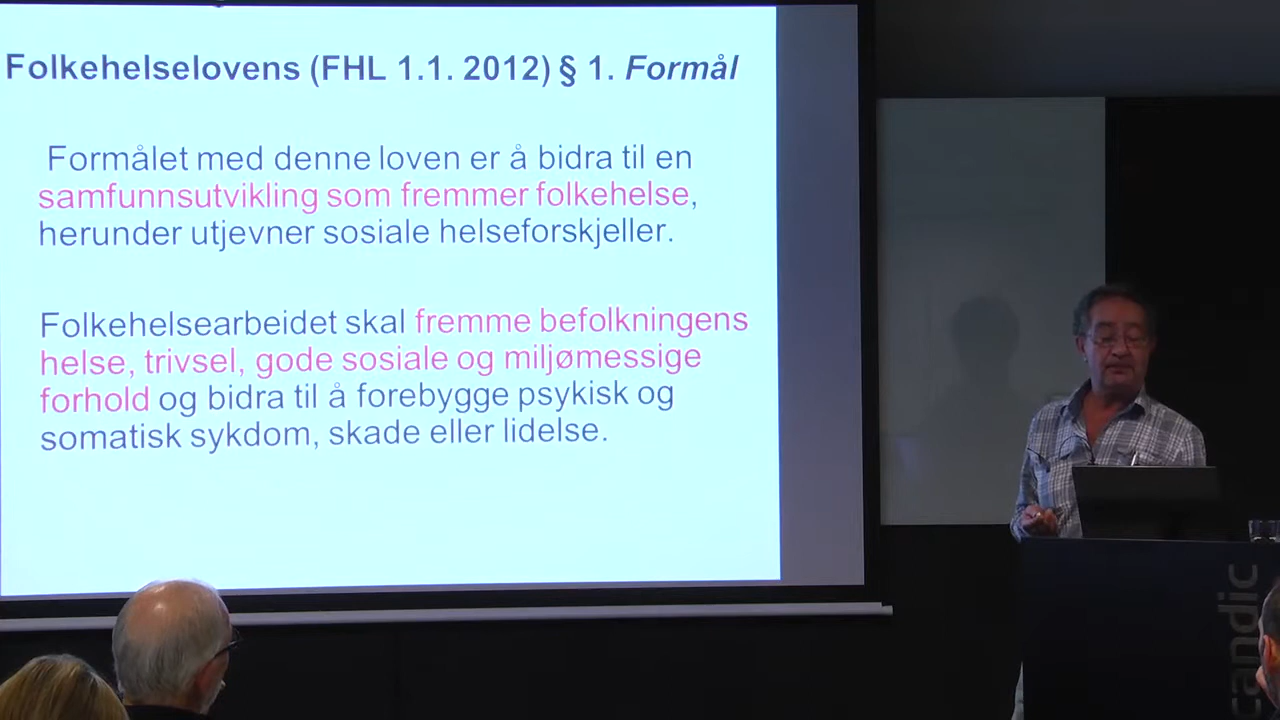 Folkehelselovens (FHL 1.1. 2012) § 1. Formål
Formålet med denne loven er å bidra til en
samfunnsutvikling som fremmer folkehelse,
herunder utjevner sosiale helseforskjeller.
Folkehelsearbeidet skal fremme befolkningens
helse, trivsel, gode sosiale og miljømessige
forhold og bidra til å forebygge psykisk og
somatisk sykdom, skade eller lidelse.
candic